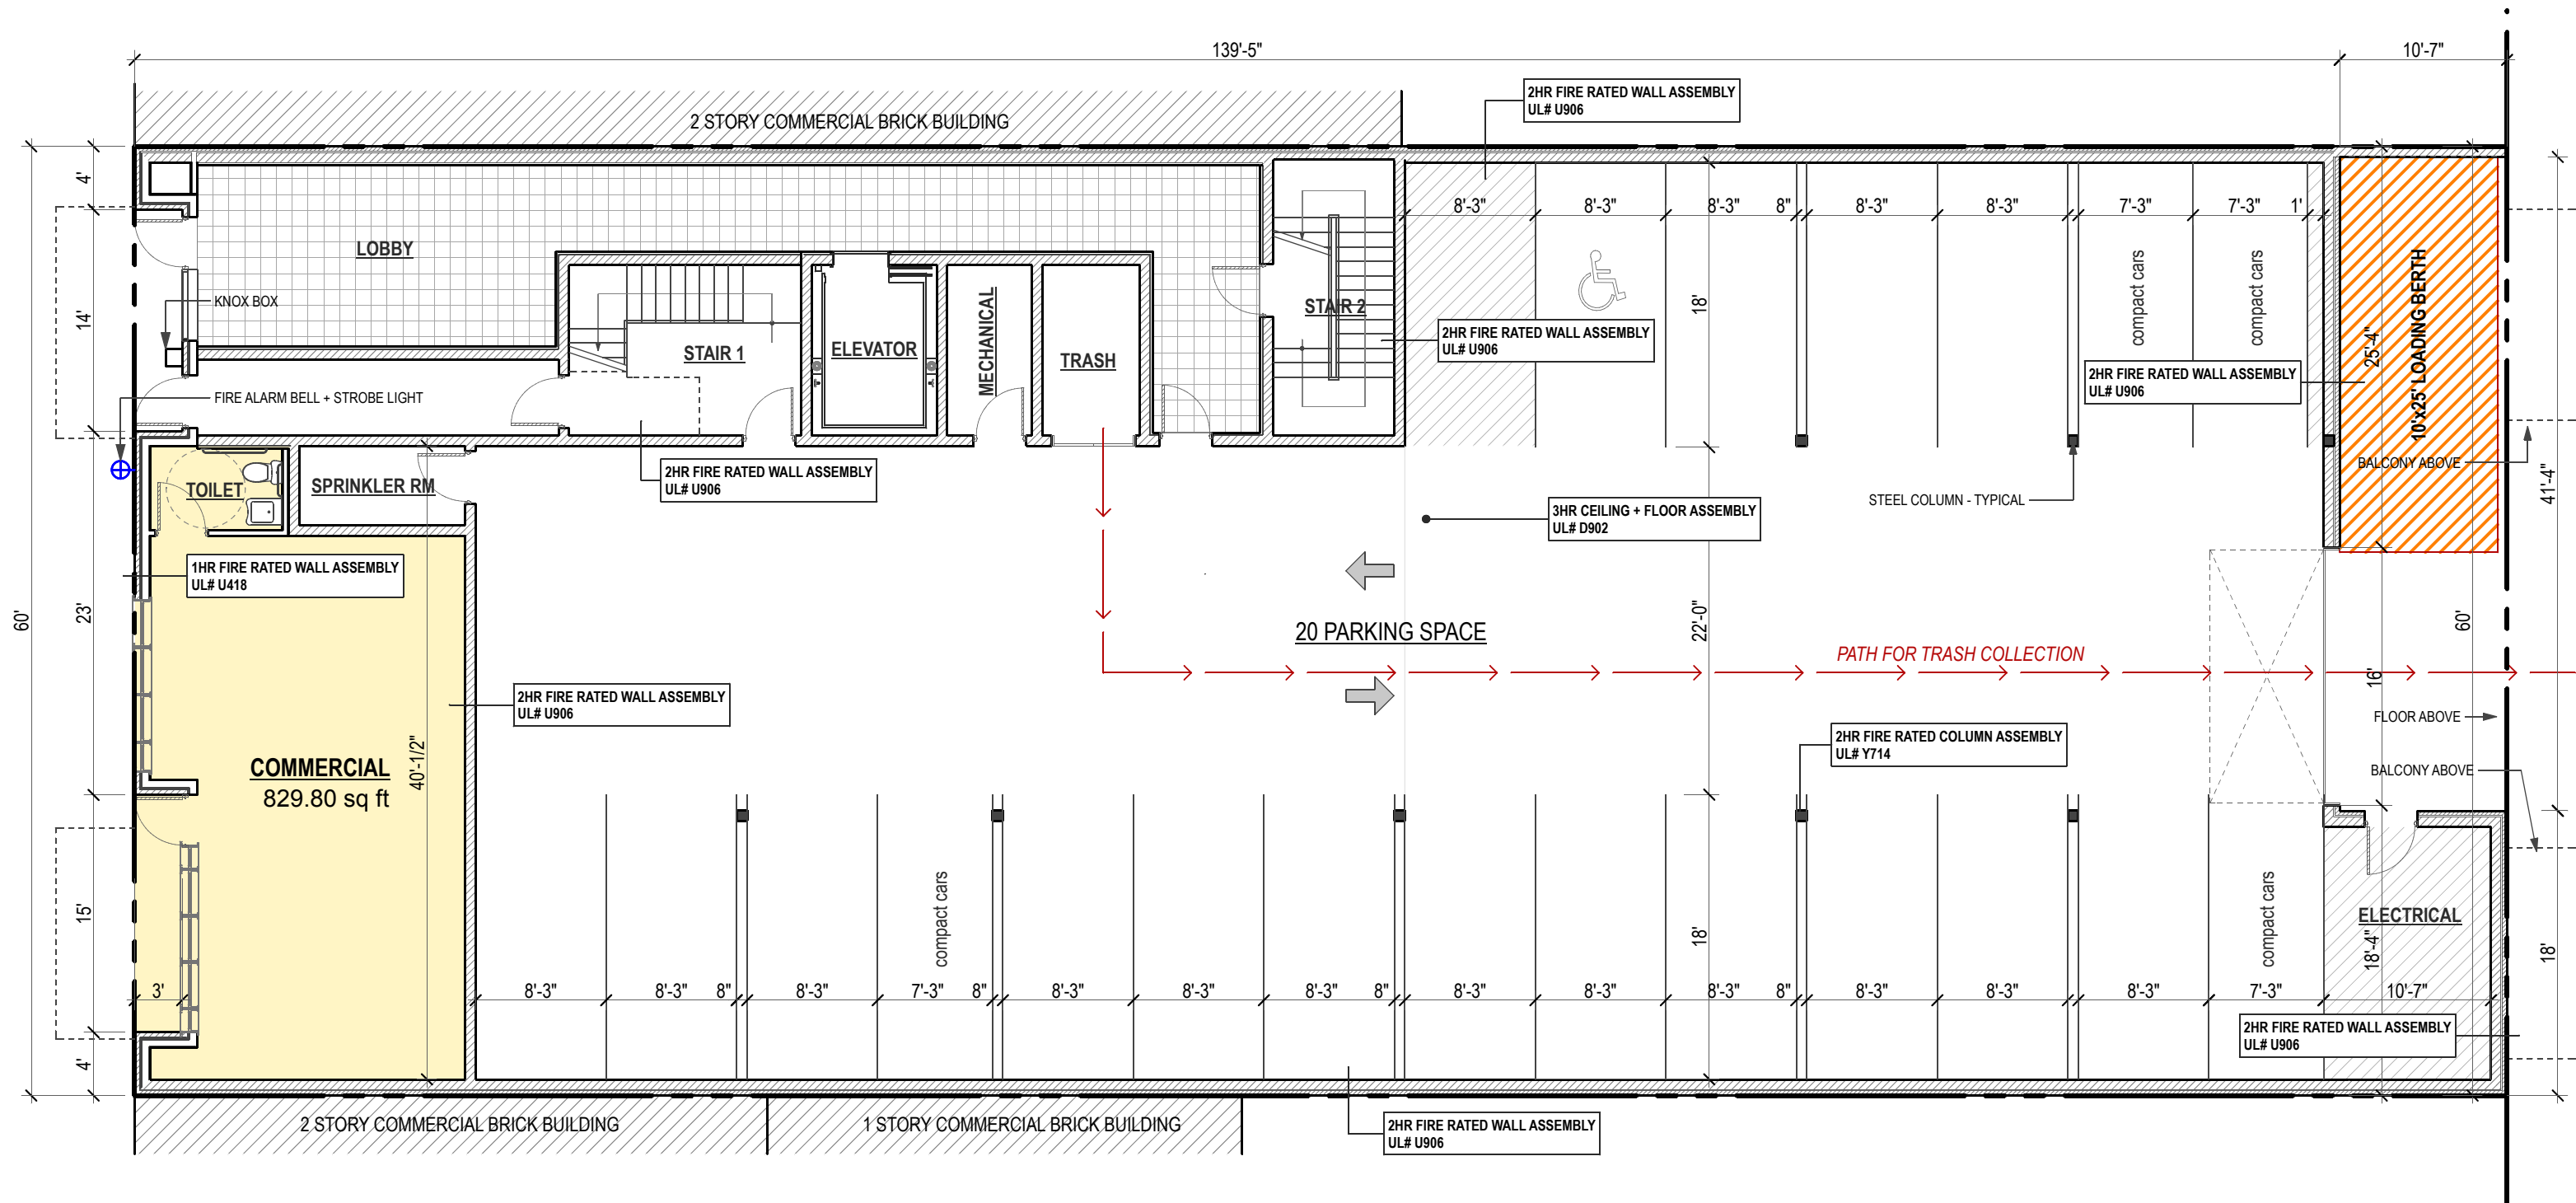 139'-5"
10'-7"
2HR FIRE RATED WALL ASSEMBLY
UL# U906
2 STORY COMMERCIAL BRICK BUILDING
4'
8'-3"
8'-3"
8'-3"
8"
8'-3"
8'-3"
7'-3"
7'-3"
1'
LOBBY
KNOX BOX
14'
18'
STAIR 2
compact cars
compact cars
10'x25' LOADING BERTH
25'-4"
2HR FIRE RATED WALL ASSEMBLY
UL# U906
STAIR 1
ELEVATOR
MECHANICAL
TRASH
2HR FIRE RATED WALL ASSEMBLY
UL# U906
FIRE ALARM BELL + STROBE LIGHT
BALCONY ABOVE
41'-4"
2HR FIRE RATED WALL ASSEMBLY
UL# U906
TOILET
SPRINKLER RM
STEEL COLUMN - TYPICAL
3HR CEILING + FLOOR ASSEMBLY
UL# D902
1HR FIRE RATED WALL ASSEMBLY
UL# U418
60'
23'
22'-0"
60'
20 PARKING SPACE
PATH FOR TRASH COLLECTION
16'
2HR FIRE RATED WALL ASSEMBLY
UL# U906
FLOOR ABOVE
2HR FIRE RATED COLUMN ASSEMBLY
UL# Y714
BALCONY ABOVE
COMMERCIAL
829.80 sq ft
40'-1/2"
15'
compact cars
18'
compact cars
ELECTRICAL
18'-4"
18'
3'
8'-3"
8'-3"
8"
8'-3"
7'-3"
8"
8'-3"
8'-3"
8'-3"
8"
8'-3"
8'-3"
8'-3"
8"
8'-3"
8'-3"
8'-3"
7'-3"
10'-7"
2HR FIRE RATED WALL ASSEMBLY
UL# U906
4'
2 STORY COMMERCIAL BRICK BUILDING
1 STORY COMMERCIAL BRICK BUILDING
2HR FIRE RATED WALL ASSEMBLY
UL# U906